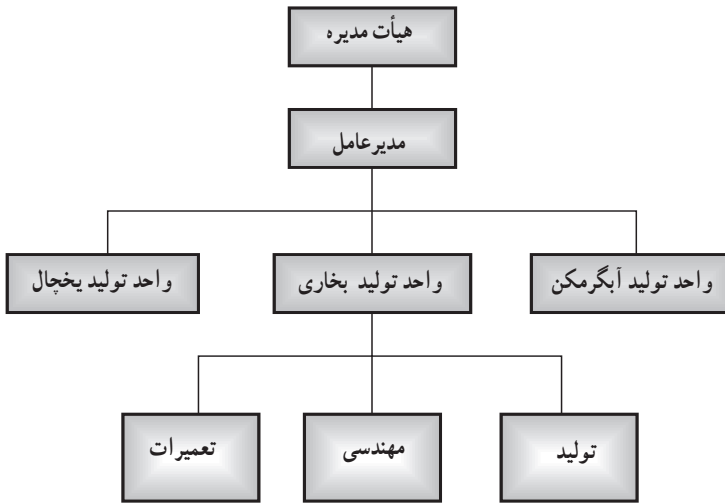 هیأت مدیره
مدیرعامل
واحد تولید آبگرمکن
واحد تولید بخاری
واحد تولید یخچال
تولید
مهندسی
تعمیرات